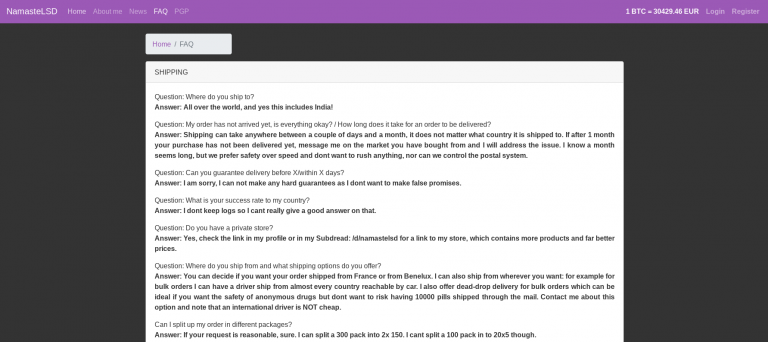 NamasteLSD Home About me News FAQ PGP 1 BTC = 30429.46 EUR Login Register
Home / FAQ
SHIPPING
Question: Where do you ship to?
Answer: All over the world, and yes this includes India!
Question: My order has not arrived yet, is everything okay? / How long does it take for an order to be delivered?
Answer: Shipping can take anywhere between a couple of days and a month, it does not matter what country it is shipped to. If after 1 month
your purchase has not been delivered yet, message me on the market you have bought from and I will address the issue. I know a month
seems long, but we prefer safety over speed and dont want to rush anything, nor can we control the postal system.
Question: Can you guarantee delivery before X/within X days?
Answer: I am sorry, I can not make any hard guarantees as I dont want to make false promises.
Question: What is your success rate to my country?
Answer: I dont keep logs so I cant really give a good answer on that.
Question: Do you have a private store?
Answer: Yes, check the link in my profile or in my Subdread: /d/namastelsd for a link to my store, which contains more products and far better
prices.
Question: Where do you ship from and what shipping options do you offer?
Answer: You can decide if you want your order shipped from France or from Benelux. I can also ship from wherever you want: for example for
bulk orders I can have a driver ship from almost every country reachable by car. I also offer dead-drop delivery for bulk orders which can be
ideal if you want the safety of anonymous drugs but dont want to risk having 10000 pills shipped through the mail. Contact me about this
option and note that an international driver is NOT cheap.
Can I split up my order in different packages?
Answer: If your request is reasonable, sure. I can split a 300 pack into 2x 150. I cant split a 100 pack in to 20x5 though.